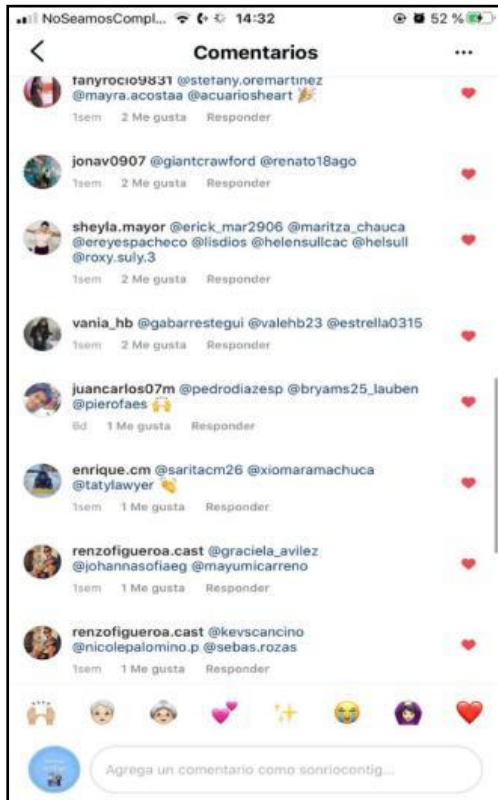 NoSeamosCompl... 14:32 52 %
Comentarios
fanyrocio9831 @stefany.oremartinez
@mayra.acostaa @acuariosheart
1sem 2 Me gusta Responder
jonav0907 @giantcrawford @renato18ago
1sem 2 Me gusta Responder
sheyla.mayor @erick_mar2906 @maritza_chauca
@ereyespacheco @lisdios @helensullcac @helsull
@roxy.suly.3
1sem 2 Me gusta Responder
vania_hb @gabarrestegui @valehb23 @estrella0315
1sem 2 Me gusta Responder
juancarlos07m @pedrodiazesp @bryams25_lauben
@pierofaes
6d 1 Me gusta Responder
enrique.cm @saritacm26 @xiomaramachuca
@tatylawyer
1sem 1 Me gusta Responder
renzofigueroa.cast @graciela_avilez
@johannasofiaeg @mayumicarreno
1sem 1 Me gusta Responder
renzofigueroa.cast @kevscancino
@nicolepalomino.p @sebas.rozas
1sem 1 Me gusta Responder
Agrega un comentario como sonriocontig...